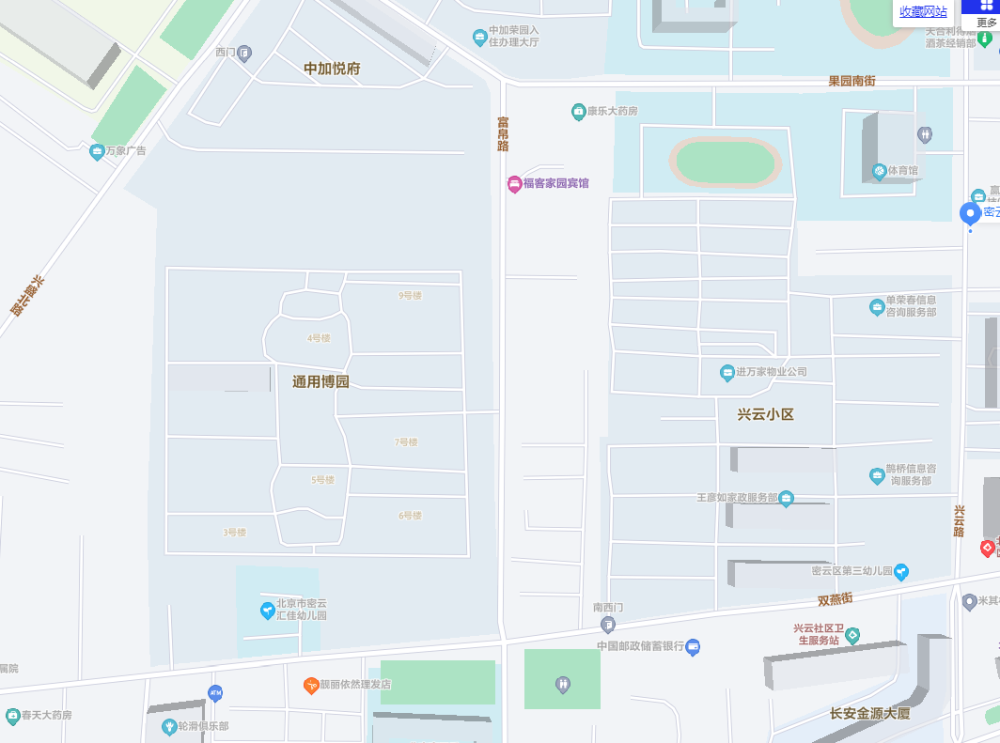 收藏网站
更多
中加荣园入
住办理大厅
西门
中加悦府
酒茶经销部
果园南街
康乐大药房
富帛路
万象广告
体育馆
福客家园宾馆
密云
兴盛北路
9号楼
单荣春信息
咨询服务部
4号楼
通用博园
进万家物业公司
兴云小区
7号楼
5号楼
鹊桥信息咨
询服务部
王彦如家政服务部
6号楼
3号楼
兴云路
密云区第三幼儿园
双燕街
北京市密云
汇佳幼儿园
南西门
米其
兴云社区卫
生服务站
中国邮政储蓄银行
属院
靓丽依然理发店
ATM
春天大药房
轮滑俱乐部
长安金源大厦